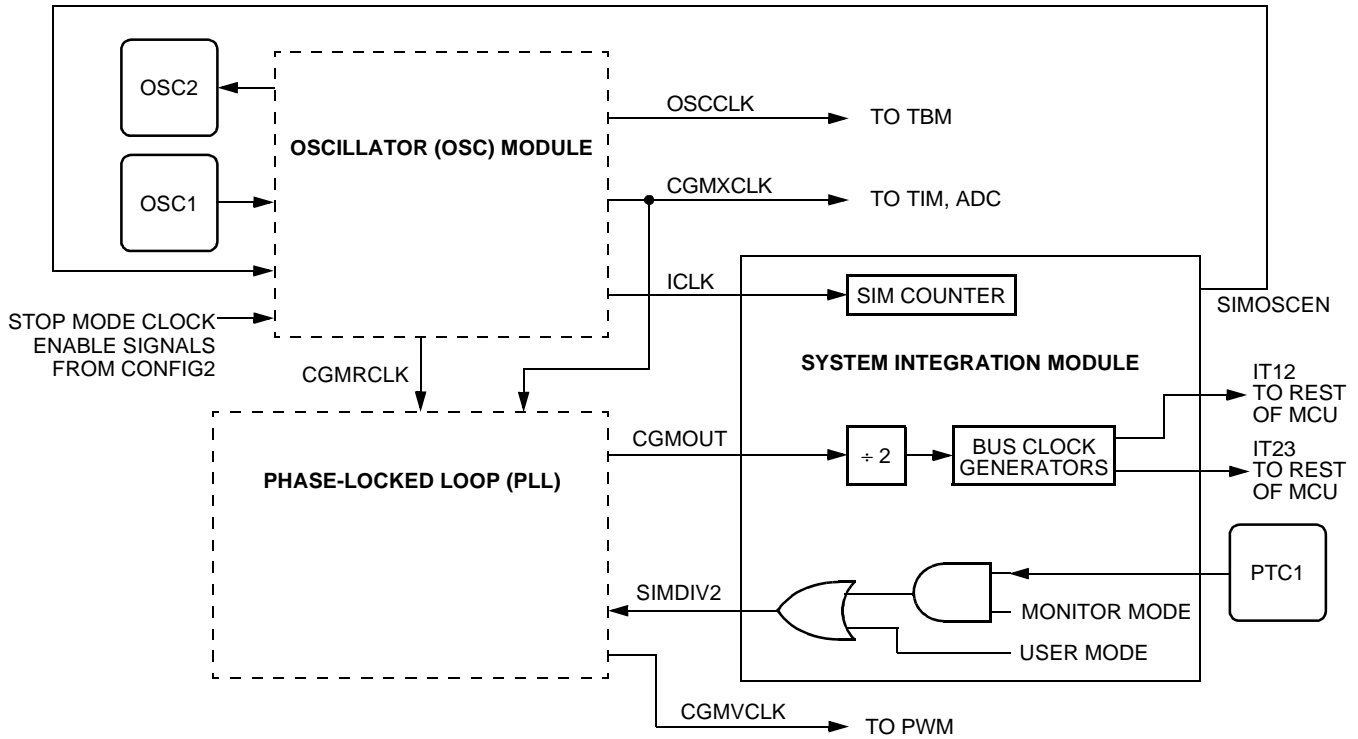 OSC2
OSCILLATOR (OSC) MODULE
OSC1
OSCCLK
TO TBM
CGMXCLK
TO TIM, ADC
ICLK
SIM COUNTER
SIMOSCEN
STOP MODE CLOCK
ENABLE SIGNALS
FROM CONFIG2
CGMRCLK
SYSTEM INTEGRATION MODULE
IT12
TO REST
OF MCU
CGMOUT
÷ 2
BUS CLOCK
GENERATORS
IT23
TO REST
OF MCU
PHASE-LOCKED LOOP (PLL)
PTC1
SIMDIV2
MONITOR MODE
USER MODE
CGMVCLK
TO PWM